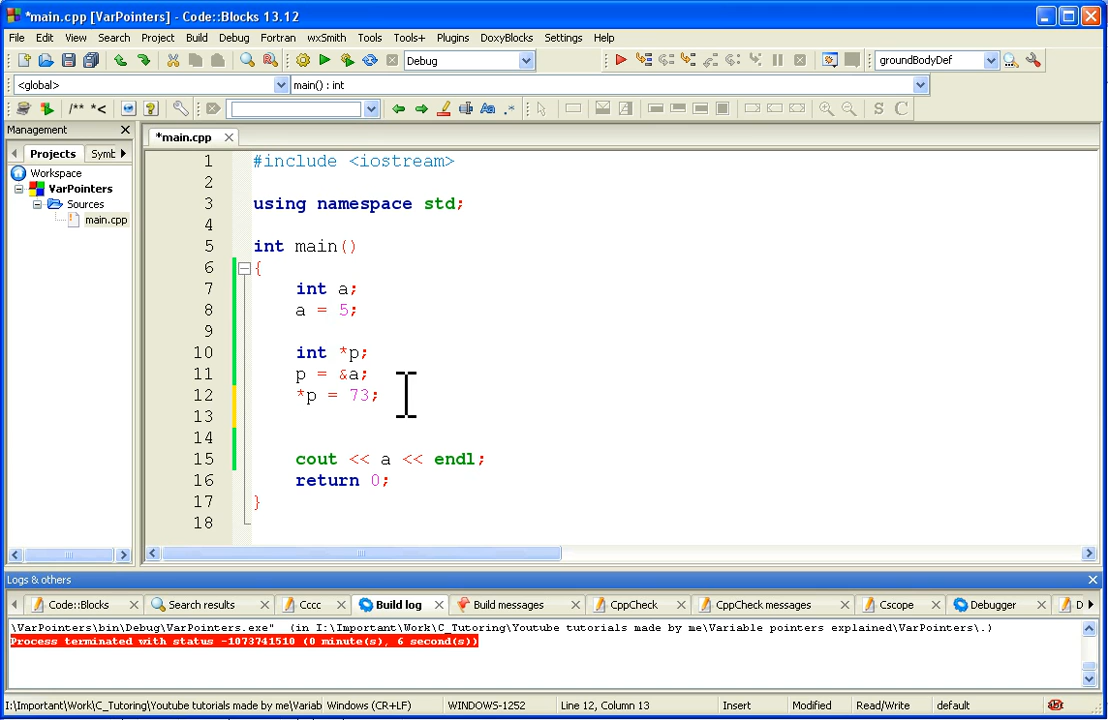 *main.cpp [VarPointers] - Code::Blocks 13.12
File Edit View Search Project Build Debug Fortran wxSmith Tools Tools+ Plugins DoxyBlocks Settings Help
Debug groundBodyDef
<global> main() : int
/** *<
S C
Management *main.cpp
Projects Symt
Workspace
VarPointers
Sources
main.cpp
1 #include <iostream>
2
3 using namespace std;
4
5 int main()
6 {
7 int a;
8 a = 5;
9
10 int *p;
11 p = &a;
12 *p = 73;
13
14
15 cout << a << endl;
16 return 0;
17 }
18
Logs & others
Code::Blocks Search results Cccc Build log Build messages CppCheck CppCheck messages Cscope Debugger D
\VarPointers\bin\Debug\VarPointers.exe" (in I:\Important\Work\C_Tutoring\Youtube tutorials made by me\Variable pointers explained\VarPointers\.)
Process terminated with status -1073741510 (0 minute(s), 6 second(s))
I:\Important\Work\C_Tutoring\Youtube tutorials made by me\Variab Windows (CR+LF) WINDOWS-1252 Line 12, Column 13 Insert Modified Read/Write default